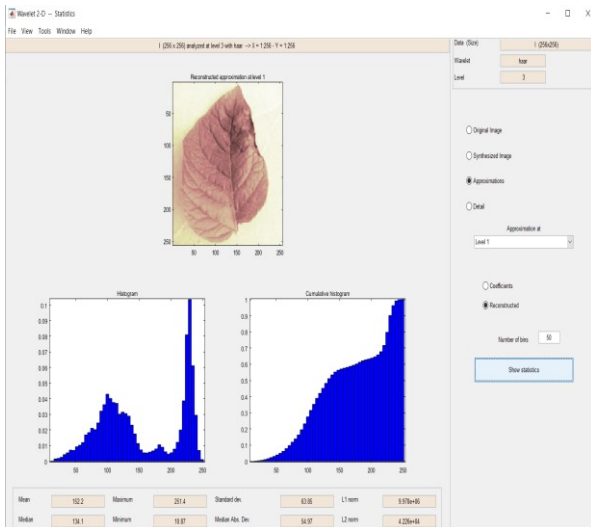 Wavelet 2-D -- Statistics
File View Tools Window Help
I (256 x 256) analyzed at level 3 with haar --> X = 1:256 - Y = 1:256
Data (Size) I (256x256)
Wavelet haar
Level 3
Reconstructed approximation at level 1
50
100
150
200
250
50 100 150 200 250
Original Image
Synthesized Image
Approximations
Detail
Approximation at
Level 1
Coefficients
Reconstructed
Number of bins 50
Show statistics
Histogram
0.1
0.09
0.08
0.07
0.06
0.05
0.04
0.03
0.02
0.01
0
50 100 150 200 250
Cumulative histogram
1
0.9
0.8
0.7
0.6
0.5
0.4
0.3
0.2
0.1
0
50 100 150 200 250
Mean 152.2 Maximum 251.4 Standard dev. 63.85 L1 norm 9.978e+06
Median 134.1 Minimum 10.87 Median Abs. Dev. 54.97 L2 norm 4.226e+04